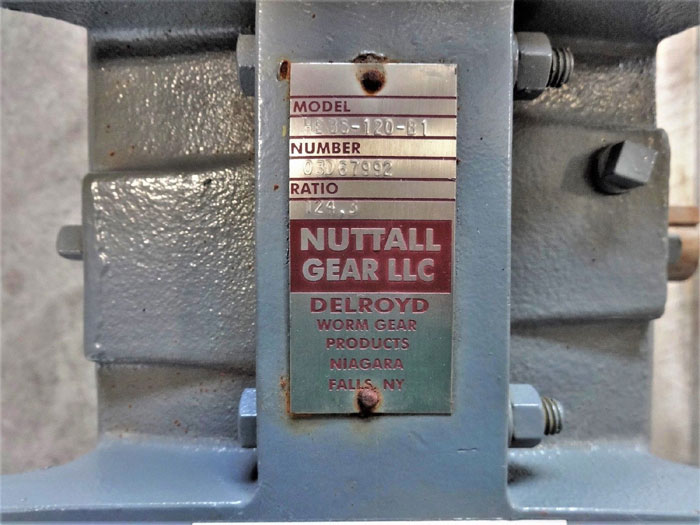 MODEL
NUMBER
RATIO
NUTTALL
GEAR LLC
DELROYD
WORM GEAR
PRODUCTS
NIAGARA
FALLS, NY